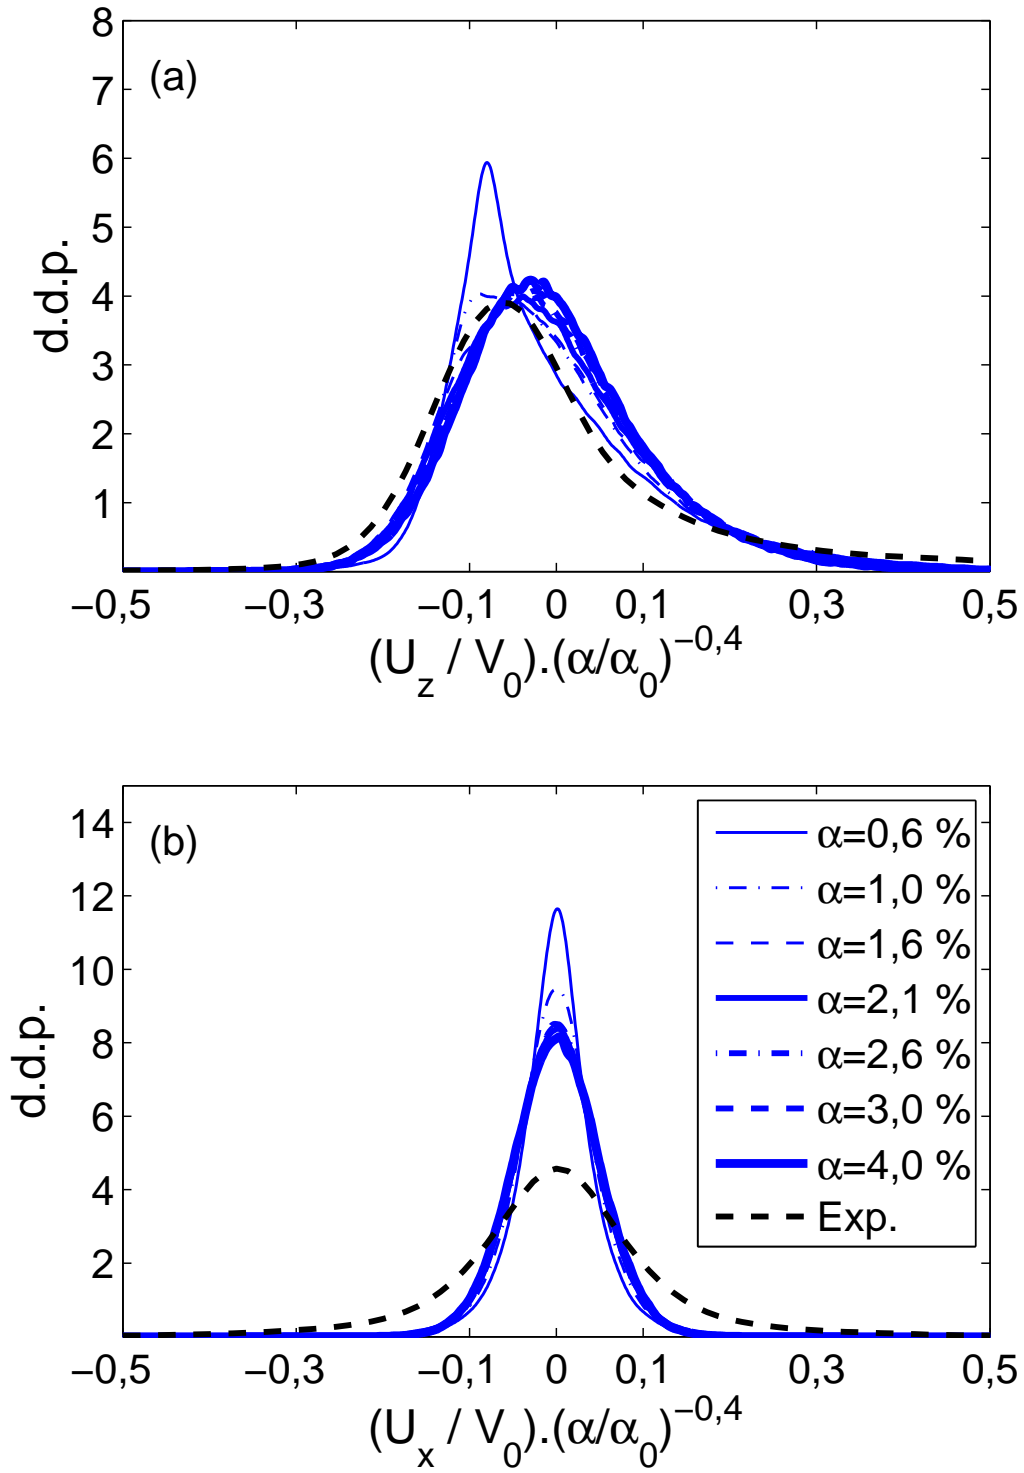 8
7
(a)
6
5
4
3
2
1
d.d.p.
−0,5 −0,3 −0,1 0 0,1 0,3 0,5
(U_z / V_0).(α/α_0)^−0,4
14
(b)
12
10
8
6
4
2
d.d.p.
α=0,6 %
α=1,0 %
α=1,6 %
α=2,1 %
α=2,6 %
α=3,0 %
α=4,0 %
Exp.
−0,5 −0,3 −0,1 0 0,1 0,3 0,5
(U_x / V_0).(α/α_0)^−0,4